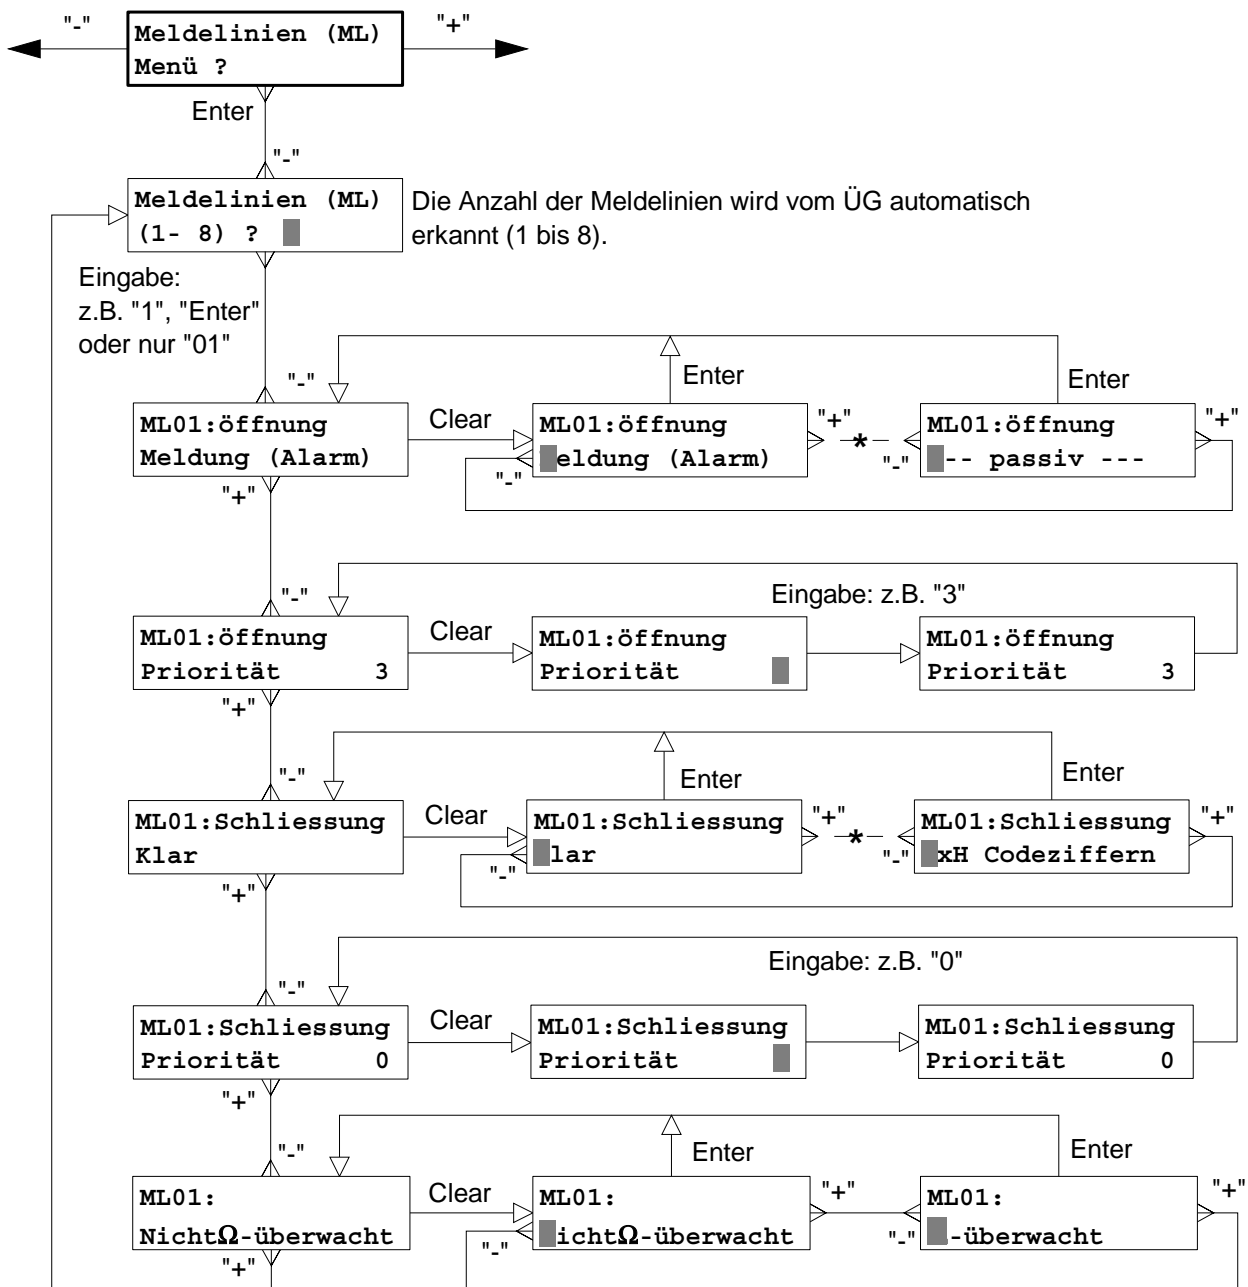 "-"
Meldelinien (ML)
Menü ?
"+"
Enter
"-"
Meldelinien (ML)
(1- 8) ?
Die Anzahl der Meldelinien wird vom ÜG automatisch
erkannt (1 bis 8).
Eingabe:
z.B. "1", "Enter"
oder nur "01"
"-"
Enter
Enter
ML01:öffnung
Meldung (Alarm)
Clear
ML01:öffnung
eldung (Alarm)
"+"
*
"-"
ML01:öffnung
-- passiv ---
"+"
"-"
"+"
"-"
Eingabe: z.B. "3"
ML01:öffnung
Priorität 3
Clear
ML01:öffnung
Priorität
ML01:öffnung
Priorität 3
"+"
"-"
Enter
Enter
ML01:Schliessung
Klar
Clear
ML01:Schliessung
lar
"+"
*
"-"
ML01:Schliessung
xH Codeziffern
"+"
"-"
"+"
"-"
Eingabe: z.B. "0"
ML01:Schliessung
Priorität 0
Clear
ML01:Schliessung
Priorität
ML01:Schliessung
Priorität 0
"+"
"-"
Enter
Enter
ML01:
NichtΩ-überwacht
Clear
ML01:
ichtΩ-überwacht
"+"
"-"
ML01:
-überwacht
"+"
"-"
"+"